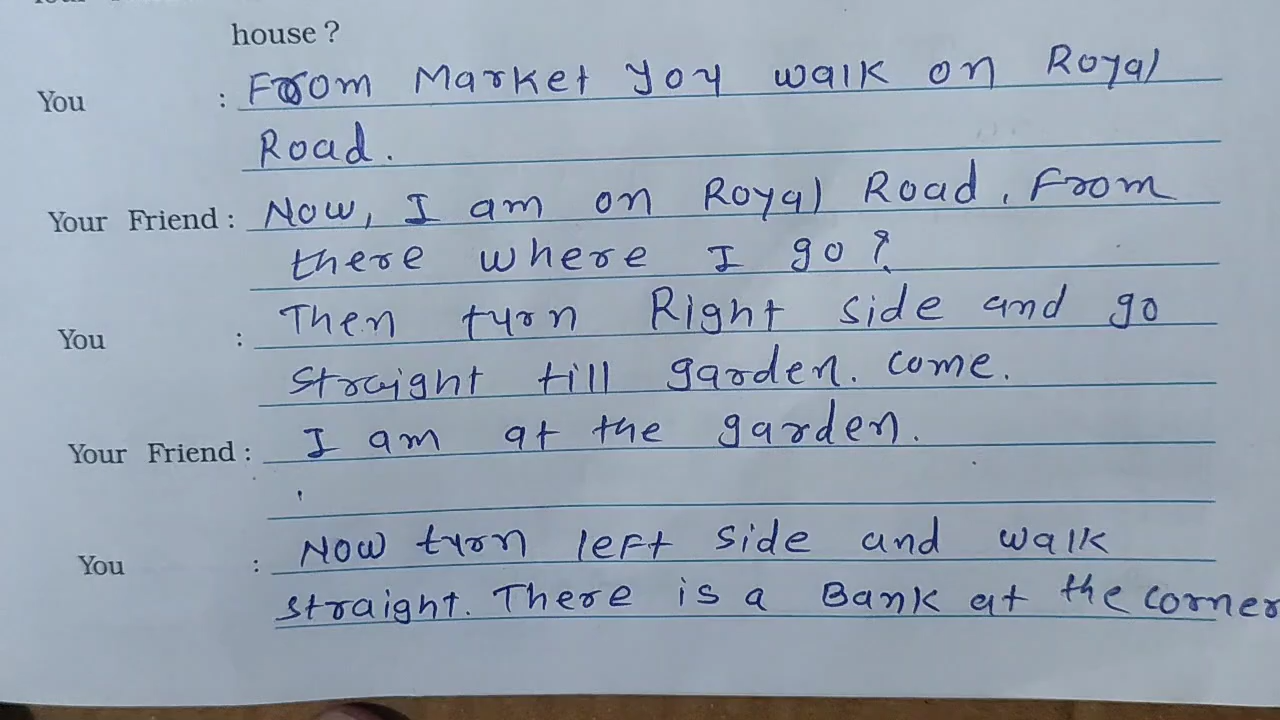 house ?
You : From Market you walk on Royal
Road.
Your Friend : Now, I am on Royal Road. From
there where I go?
You : Then turn Right side and go
straight till garden. come.
Your Friend : I am at the garden.
You : Now turn left side and walk
straight. There is a Bank at the corner